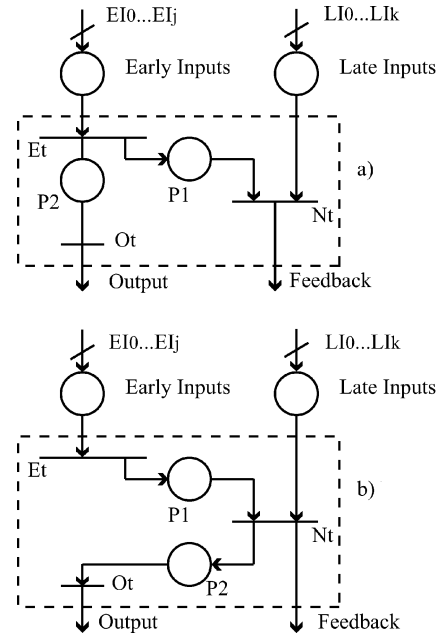 EI0...EIj LI0...LIk
Early Inputs Late Inputs
Et
P1
a)
P2
Nt
Ot
Output Feedback
EI0...EIj LI0...LIk
Early Inputs Late Inputs
Et
b)
P1
Nt
Ot
P2
Output Feedback